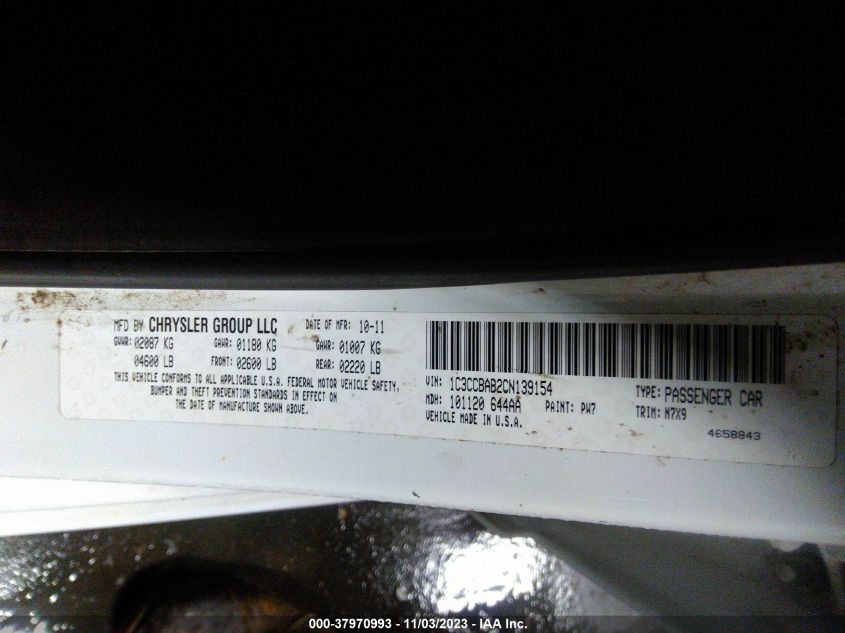 MFD BY CHRYSLER GROUP LLC DATE OF MFR: 10-11
GVWR: 02087 KG GAWR: 01180 KG GAWR: 01007 KG
04600 LB FRONT: 02600 LB REAR: 02220 LB
THIS VEHICLE CONFORMS TO ALL APPLICABLE U.S.A. FEDERAL MOTOR VEHICLE SAFETY,
BUMPER AND THEFT PREVENTION STANDARDS IN EFFECT ON
THE DATE OF MANUFACTURE SHOWN ABOVE.
VIN: 1C3CCBAB2CN139154 TYPE: PASSENGER CAR
MDH: 101120 644AA PAINT: PW7 TRIM: N7X9
VEHICLE MADE IN U.S.A.
4658843
000-37970993 - 11/03/2023 - IAA Inc.